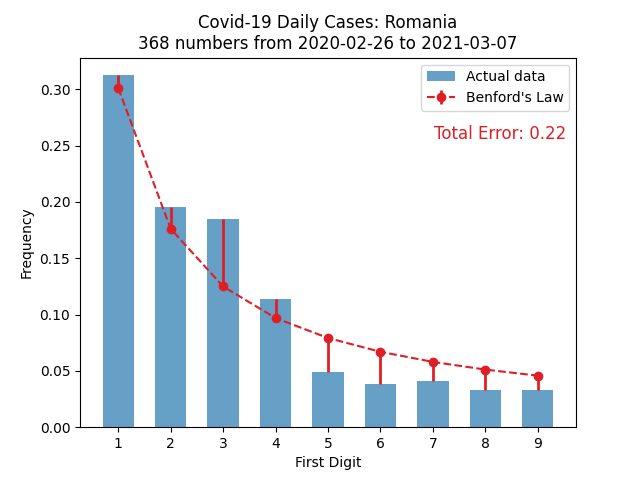 Covid-19 Daily Cases: Romania
368 numbers from 2020-02-26 to 2021-03-07
Actual data
Benford's Law
Total Error: 0.22
Frequency
0.30
0.25
0.20
0.15
0.10
0.05
0.00
1 2 3 4 5 6 7 8 9
First Digit